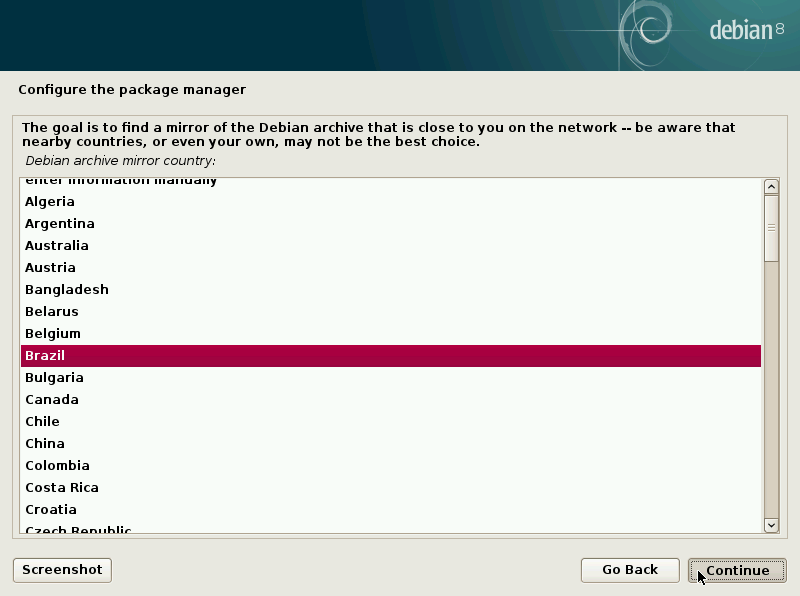 debian 8
Configure the package manager
The goal is to find a mirror of the Debian archive that is close to you on the network -- be aware that
nearby countries, or even your own, may not be the best choice.
Debian archive mirror country:
enter information manually
Algeria
Argentina
Australia
Austria
Bangladesh
Belarus
Belgium
Brazil
Bulgaria
Canada
Chile
China
Colombia
Costa Rica
Croatia
Czech Republic
Screenshot
Go Back
Continue